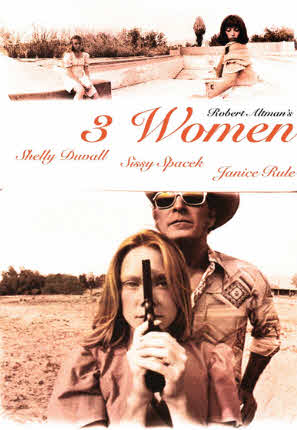 Robert Altman's
3 Women
Shelly Duvall
Sissy Spacek
Janice Rule